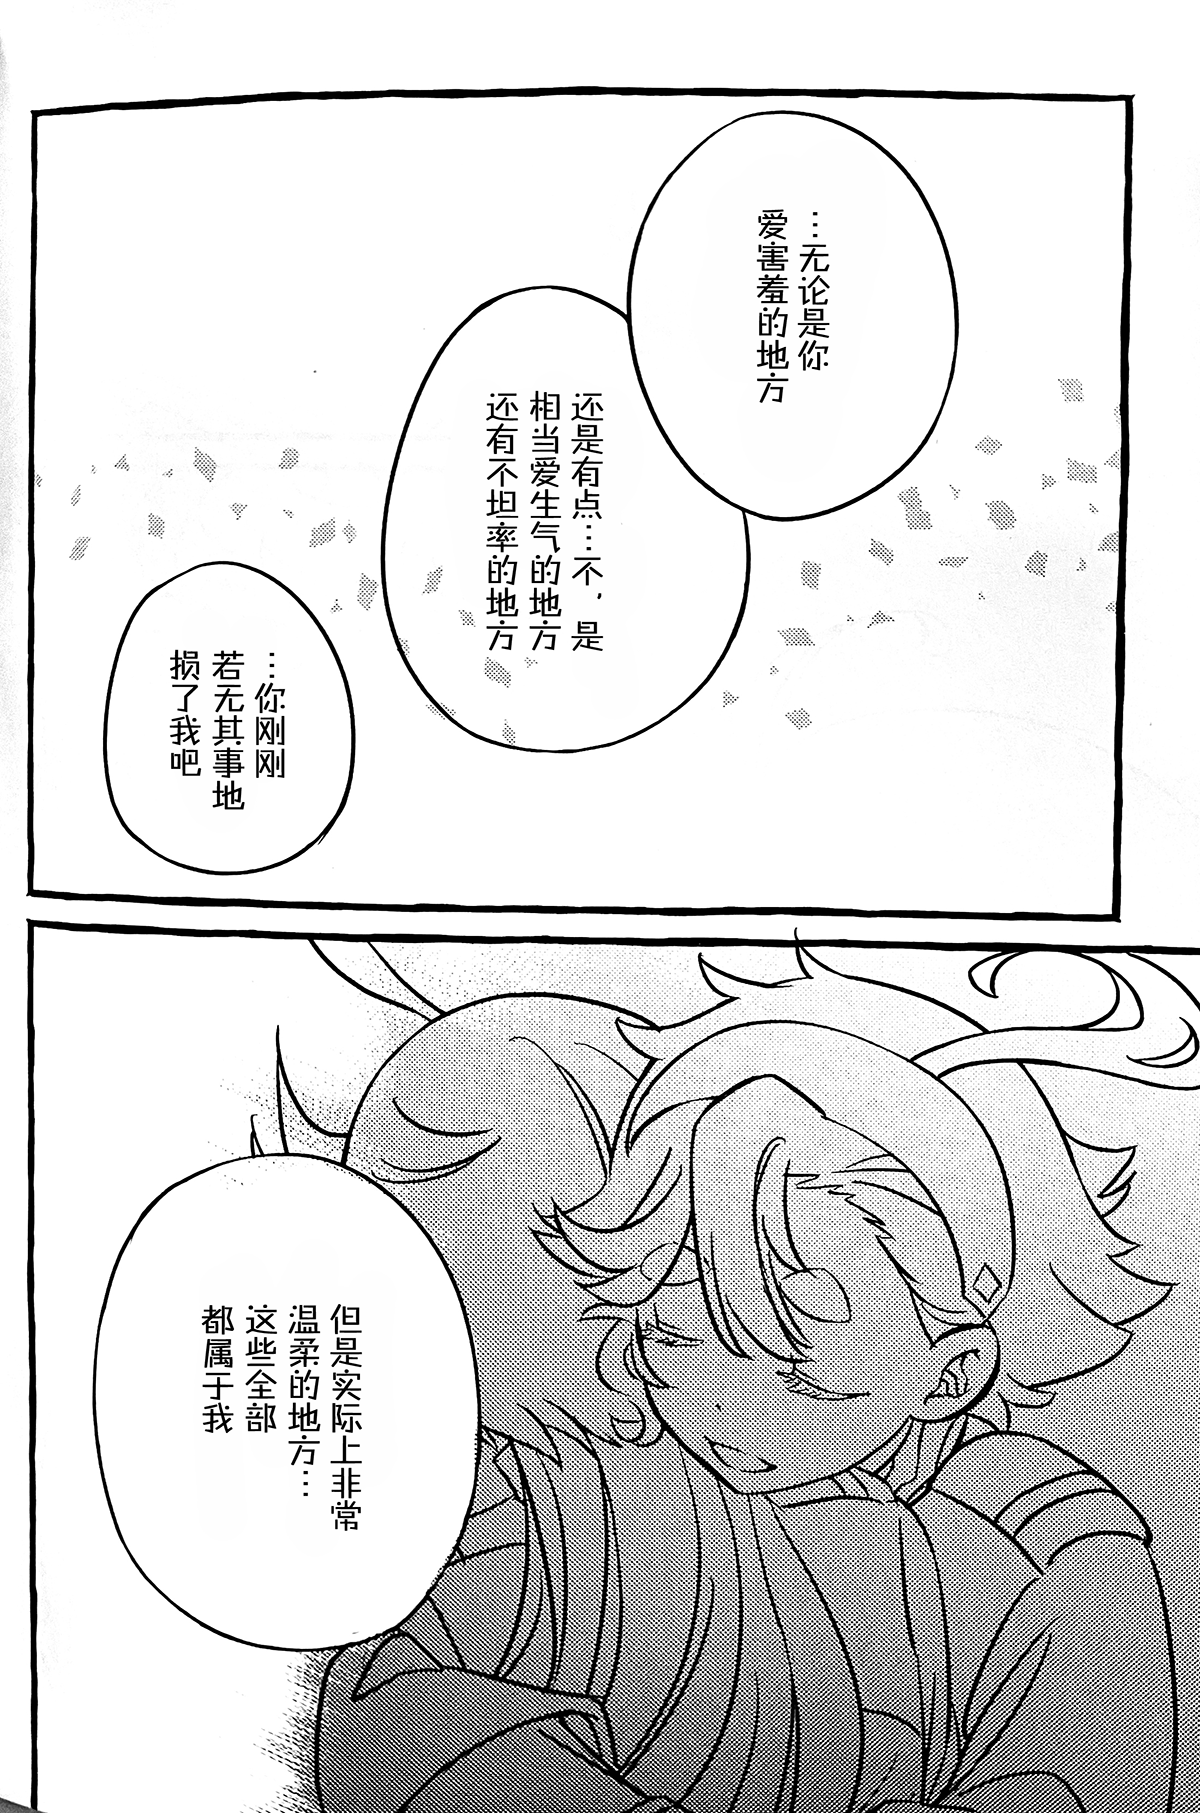 …无论是你
爱害羞的地方
还是有点…不，是
相当爱生气的地方
还有不坦率的地方
…你刚刚
若无其事地
损了我吧
但是实际上非常
温柔的地方…
这些全部
都属于我